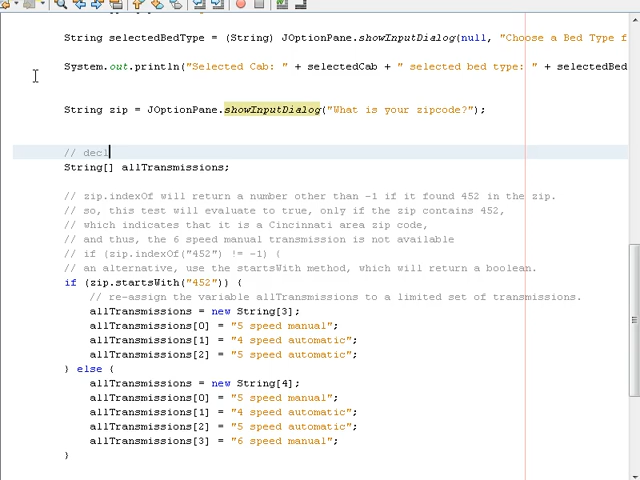 String selectedBedType = (String) JOptionPane.showInputDialog(null, "Choose a Bed Type f
System.out.println("Selected Cab: " + selectedCab + " selected bed type: " + selectedBed
String zip = JOptionPane.showInputDialog("What is your zipcode?");
// decl
String[] allTransmissions;
// zip.indexOf will return a number other than -1 if it found 452 in the zip.
// so, this test will evaluate to true, only if the zip contains 452,
// which indicates that it is a Cincinnati area zip code,
// and thus, the 6 speed manual transmission is not available
// if (zip.indexOf("452") != -1) {
// an alternative, use the startsWith method, which will return a boolean.
if (zip.startsWith("452")) {
// re-assign the variable allTransmissions to a limited set of transmissions.
allTransmissions = new String[3];
allTransmissions[0] = "5 speed manual";
allTransmissions[1] = "4 speed automatic";
allTransmissions[2] = "5 speed automatic";
} else {
allTransmissions = new String[4];
allTransmissions[0] = "5 speed manual";
allTransmissions[1] = "4 speed automatic";
allTransmissions[2] = "5 speed automatic";
allTransmissions[3] = "6 speed manual";
}